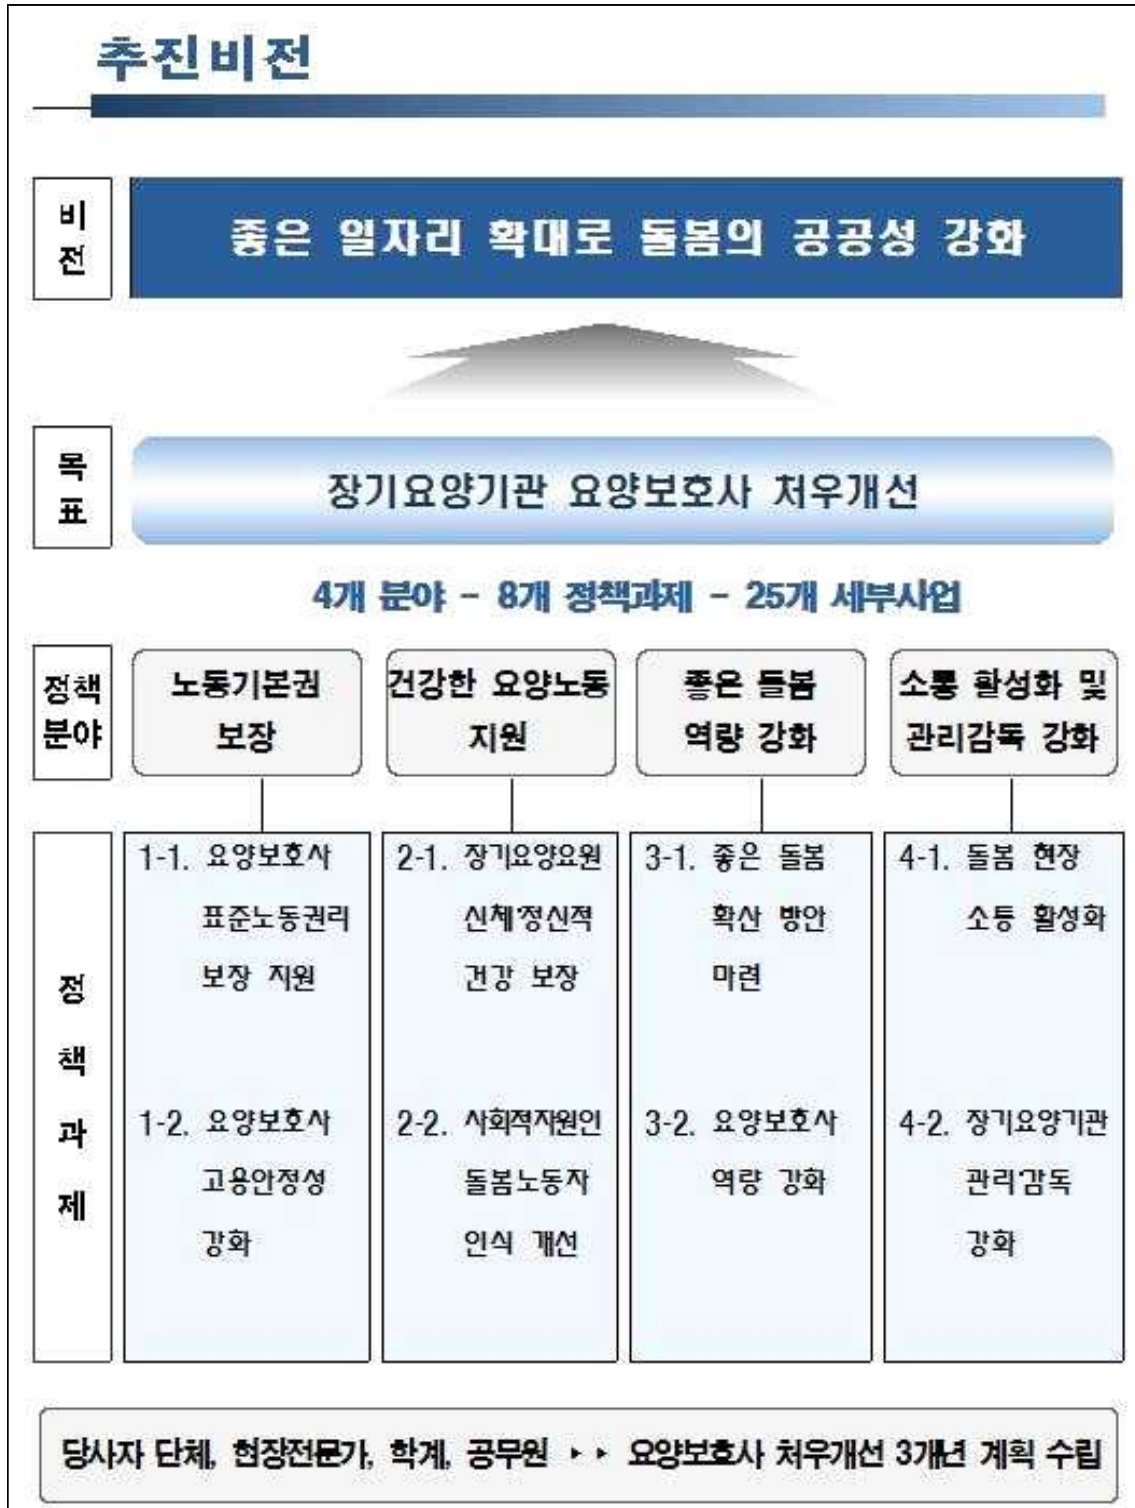 추진비전
비전
좋은 일자리 확대로 돌봄의 공공성 강화
목표
장기요양기관 요양보호사 처우개선
4개 분야 - 8개 정책과제 - 25개 세부사업
정책
분야
노동기본권
보장
건강한 요양노동
지원
좋은 돌봄
역량 강화
소통 활성화 및
관리감독 강화
정책과제
1-1. 요양보호사
표준노동권리
보장 지원
1-2. 요양보호사
고용안정성
강화
2-1. 장기요양요원
신체·정신적
건강 보장
2-2. 사회적자원인
돌봄노동자
인식 개선
3-1. 좋은 돌봄
확산 방안
마련
3-2. 요양보호사
역량 강화
4-1. 돌봄 현장
소통 활성화
4-2. 장기요양기관
관리·감독
강화
당사자 단체, 현장전문가, 학계, 공무원 ▸▸ 요양보호사 처우개선 3개년 계획 수립